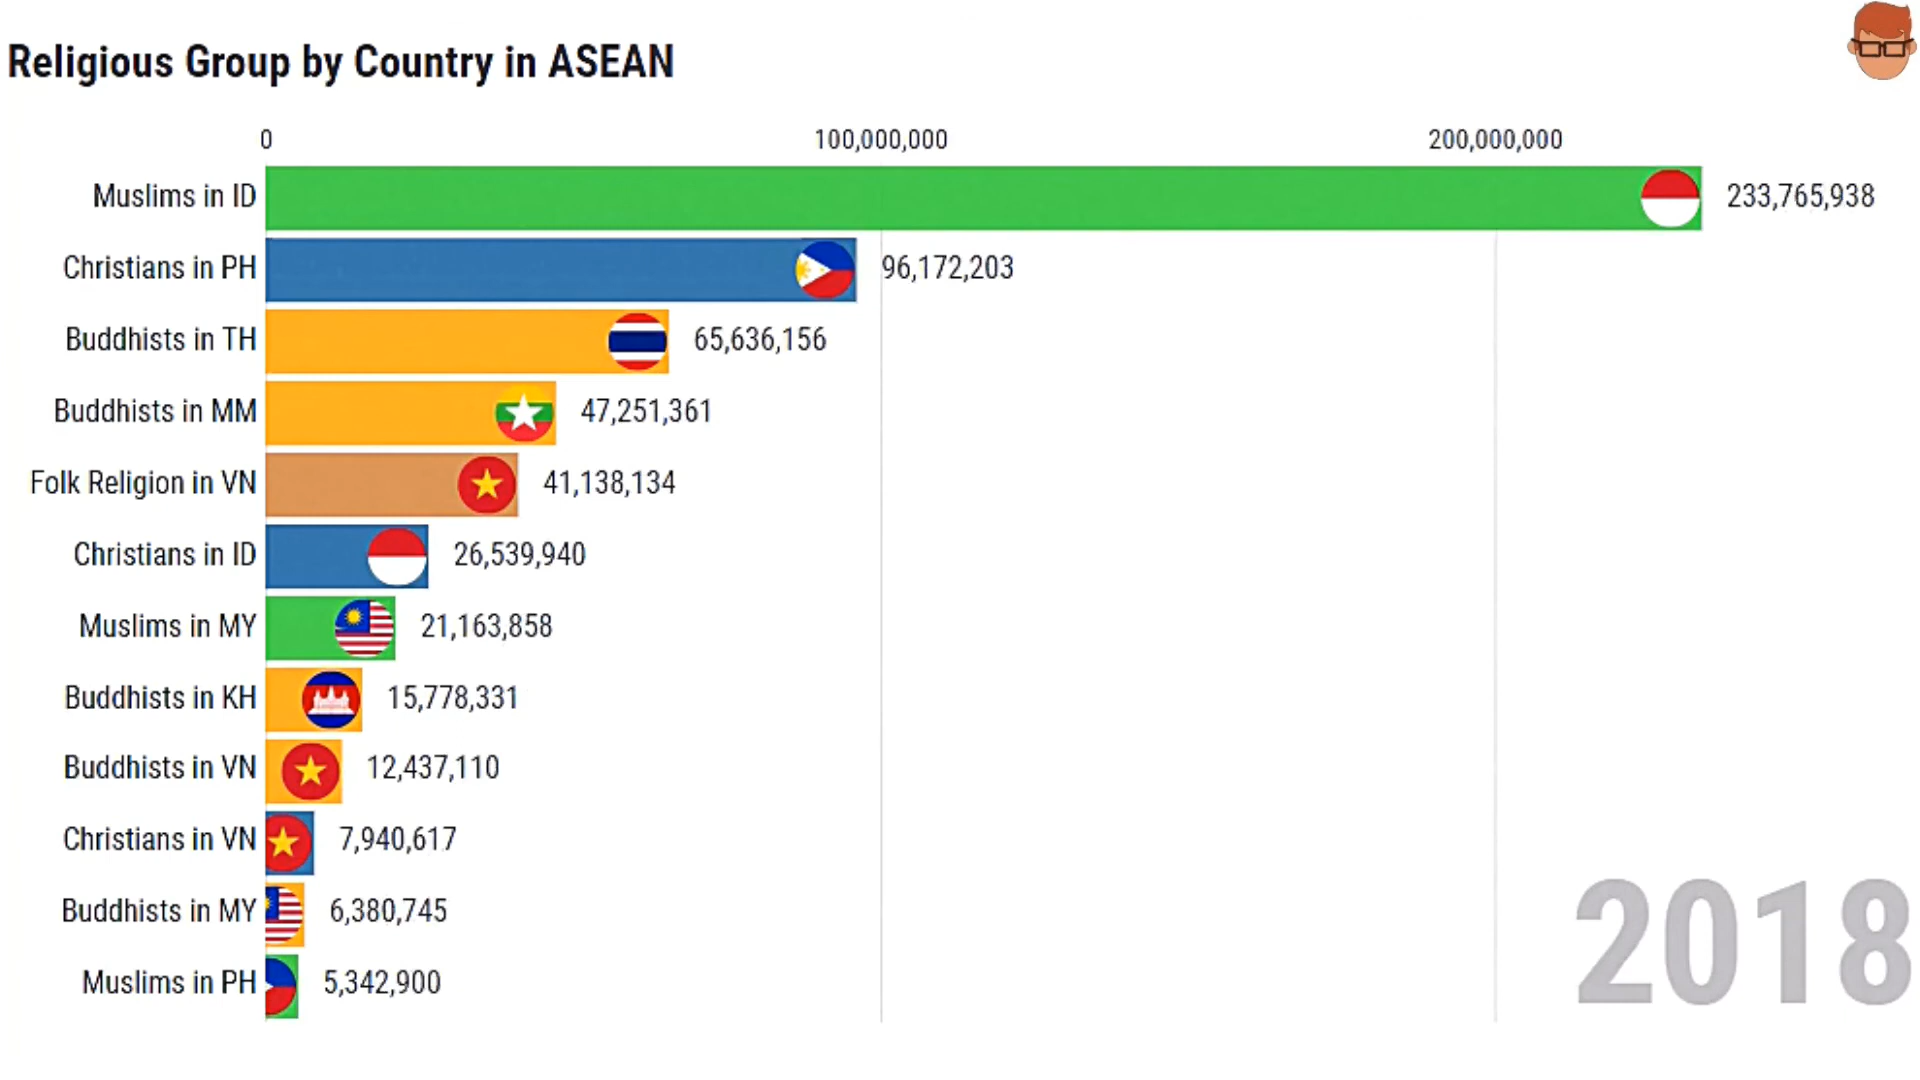 Religious Group by Country in ASEAN
0 100,000,000 200,000,000
Muslims in ID 233,765,938
Christians in PH 96,172,203
Buddhists in TH 65,636,156
Buddhists in MM 47,251,361
Folk Religion in VN 41,138,134
Christians in ID 26,539,940
Muslims in MY 21,163,858
Buddhists in KH 15,778,331
Buddhists in VN 12,437,110
Christians in VN 7,940,617
Buddhists in MY 6,380,745
Muslims in PH 5,342,900
2018